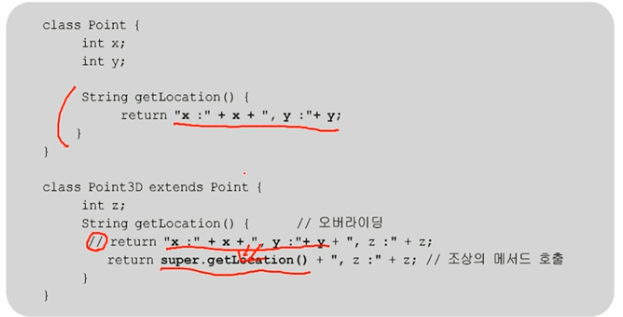 class Point {
int x;
int y;
String getLocation() {
return "x :" + x + ", y :"+ y;
}
}
class Point3D extends Point {
int z;
String getLocation() { // 오버라이딩
// return "x :" + x + ", y :"+ y + ", z :" + z;
return super.getLocation() + ", z :" + z; // 조상의 메서드 호출
}
}